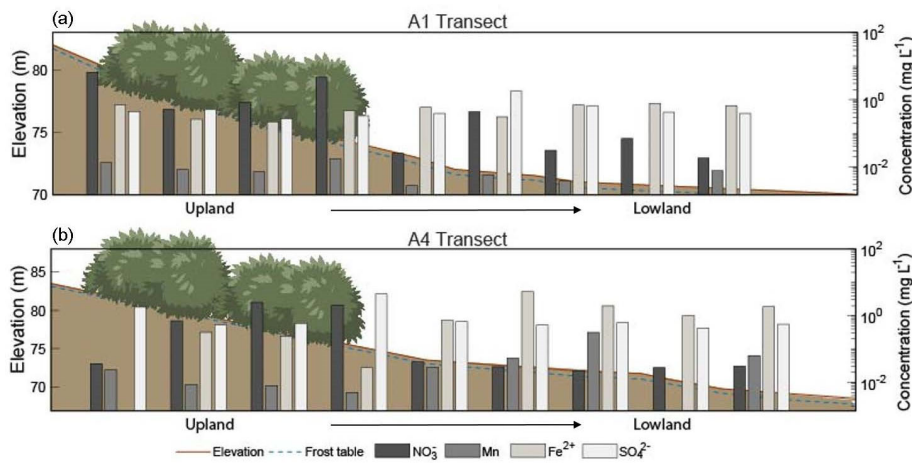 (a)
A1 Transect
Elevation (m)
80
75
70
10²
10⁰
10⁻²
Concentration (mg L⁻¹)
Upland
Lowland
(b)
A4 Transect
Elevation (m)
85
80
75
70
10²
10⁰
10⁻²
Concentration (mg L⁻¹)
Upland
Lowland
Elevation Frost table NO₃⁻ Mn Fe²⁺ SO₄²⁻